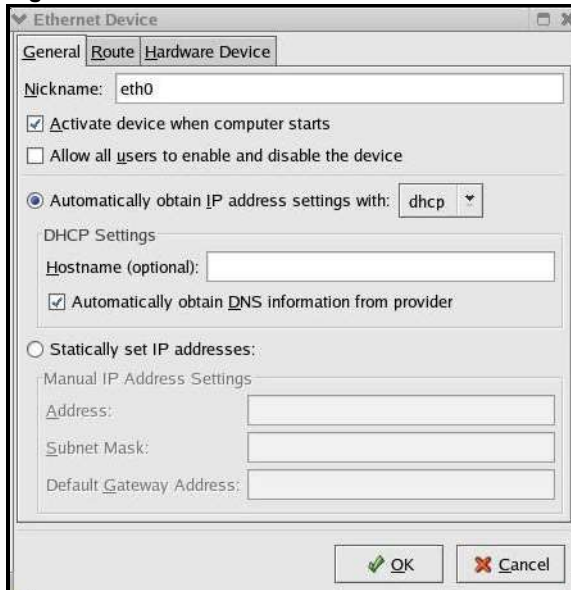 Ethernet Device
General Route Hardware Device
Nickname: eth0
Activate device when computer starts
Allow all users to enable and disable the device
Automatically obtain IP address settings with: dhcp
DHCP Settings
Hostname (optional):
Automatically obtain DNS information from provider
Statically set IP addresses:
Manual IP Address Settings
Address:
Subnet Mask:
Default Gateway Address:
OK Cancel